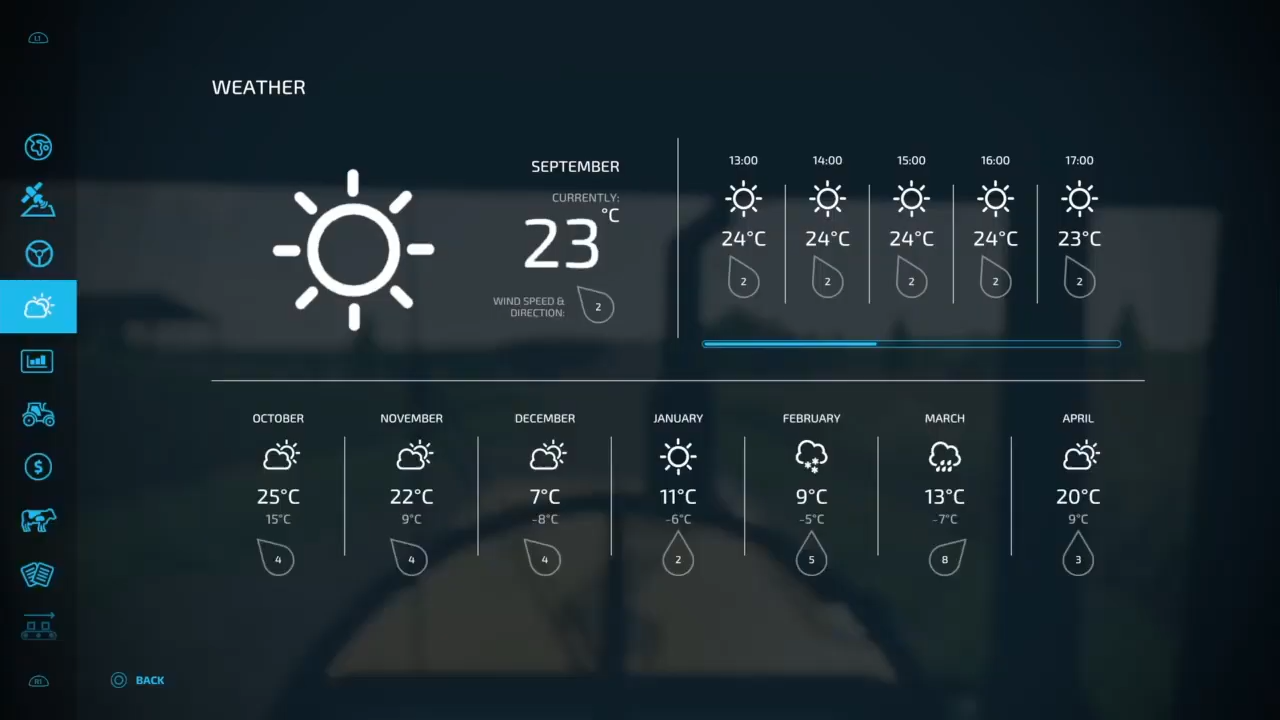 L1
WEATHER
SEPTEMBER
CURRENTLY:
23 °C
WIND SPEED &
DIRECTION:
2
13:00 14:00 15:00 16:00 17:00
24°C 24°C 24°C 24°C 23°C
2 2 2 2 2
OCTOBER NOVEMBER DECEMBER JANUARY FEBRUARY MARCH APRIL
25°C 22°C 7°C 11°C 9°C 13°C 20°C
15°C 9°C -8°C -6°C -5°C -7°C 9°C
4 4 4 2 5 8 3
$
R1
BACK